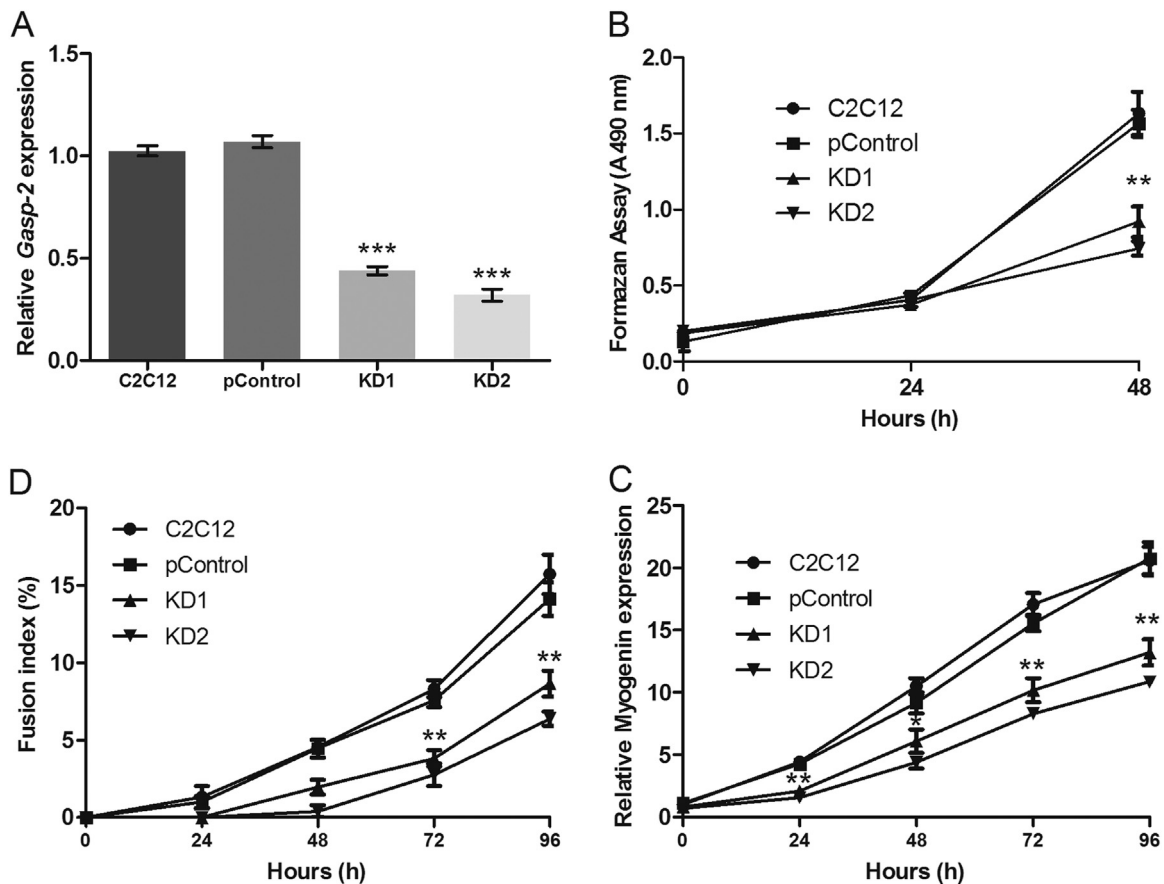 A
Relative Gasp-2 expression
1.5
1.0
0.5
0.0
***
***
C2C12
pControl
KD1
KD2
B
Formazan Assay (A 490 nm)
2.0
1.5
1.0
0.5
0.0
C2C12
pControl
KD1
KD2
**
0
24
48
Hours (h)
D
Fusion index (%)
20
15
10
5
0
C2C12
pControl
KD1
KD2
**
**
0
24
48
72
96
Hours (h)
C
Relative Myogenin expression
25
20
15
10
5
0
C2C12
pControl
KD1
KD2
**
*
**
**
0
24
48
72
96
Hours (h)